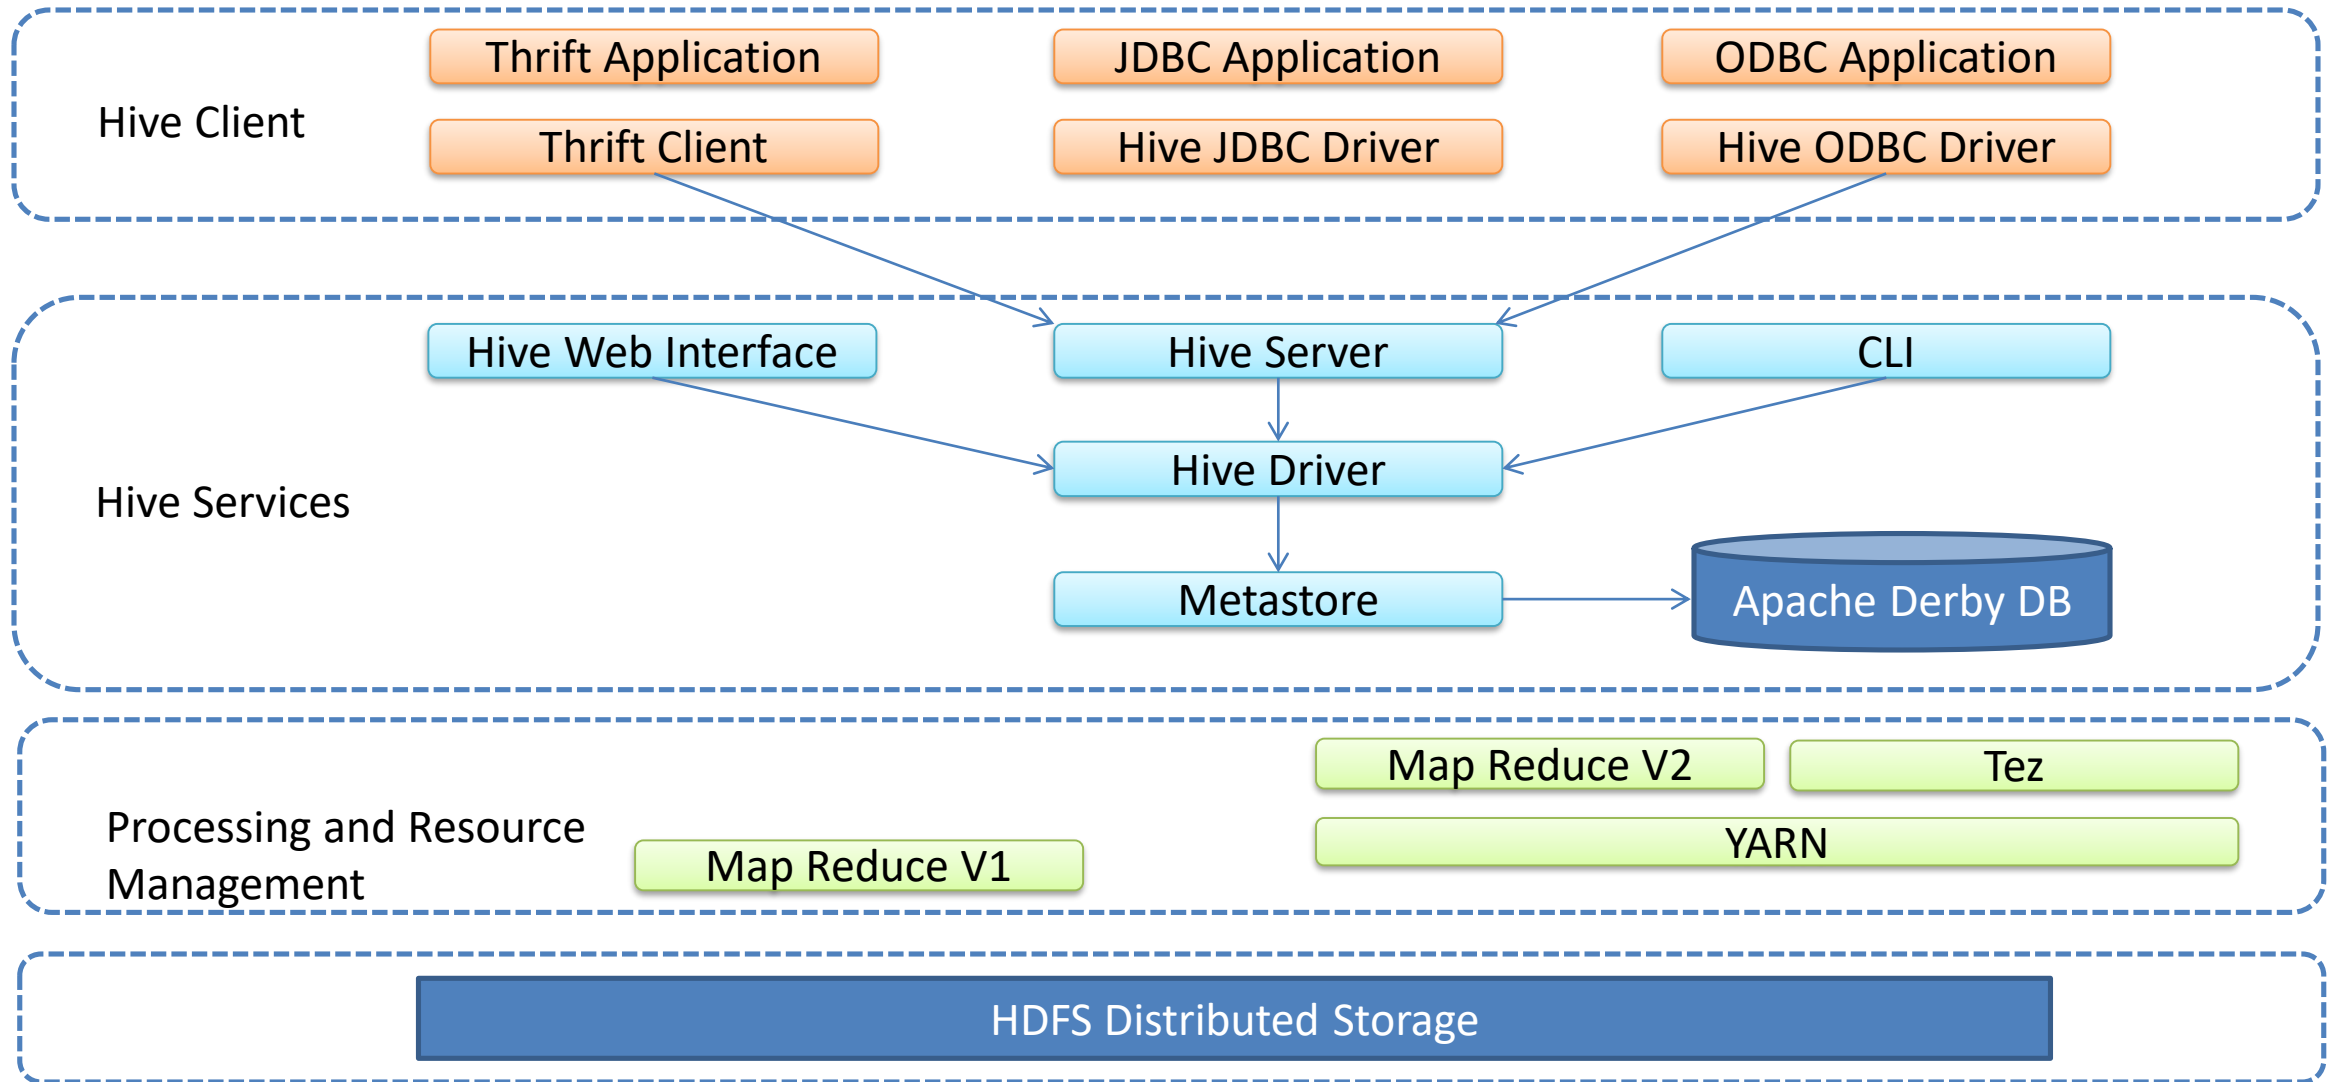 Thrift Application
JDBC Application
ODBC Application
Hive Client
Thrift Client
Hive JDBC Driver
Hive ODBC Driver
Hive Web Interface
Hive Server
CLI
Hive Driver
Hive Services
Metastore
Apache Derby DB
Map Reduce V2
Tez
Processing and Resource
Management
YARN
Map Reduce V1
HDFS Distributed Storage